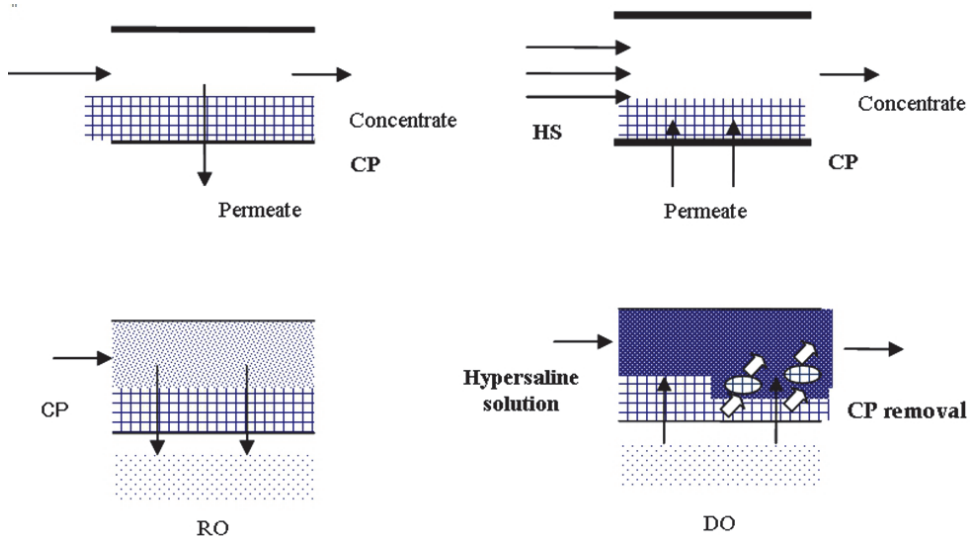 "
Concentrate
CP
Permeate
HS
Concentrate
CP
Permeate
CP
RO
Hypersaline
solution
CP removal
DO